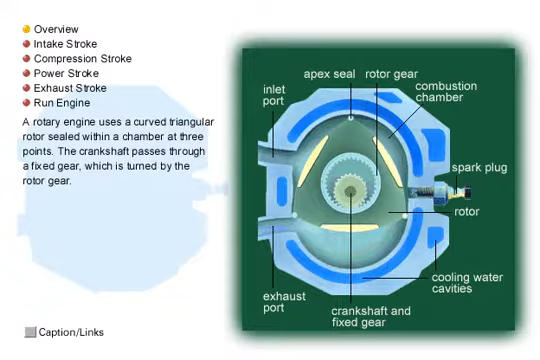 Overview
Intake Stroke
Compression Stroke
Power Stroke
Exhaust Stroke
Run Engine
A rotary engine uses a curved triangular
rotor sealed within a chamber at three
points. The crankshaft passes through
a fixed gear, which is turned by the
rotor gear.
apex seal
rotor gear
combustion
chamber
inlet
port
spark plug
rotor
cooling water
cavities
exhaust
port
crankshaft and
fixed gear
Caption/Links